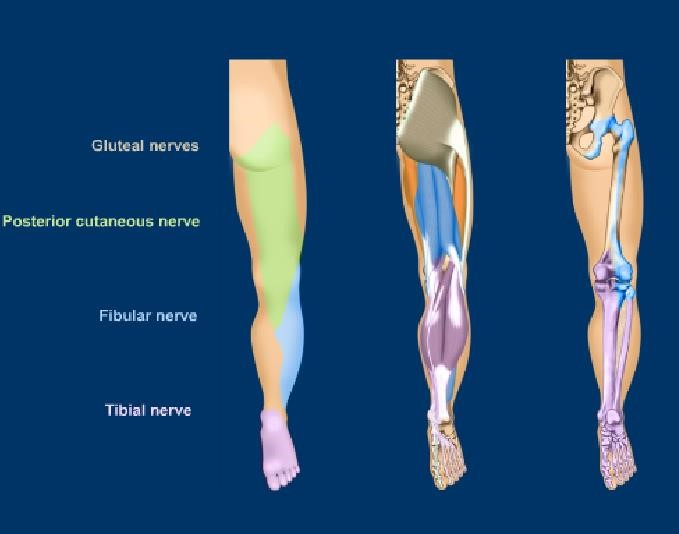 Gluteal nerves
Posterior cutaneous nerve
Fibular nerve
Tibial nerve